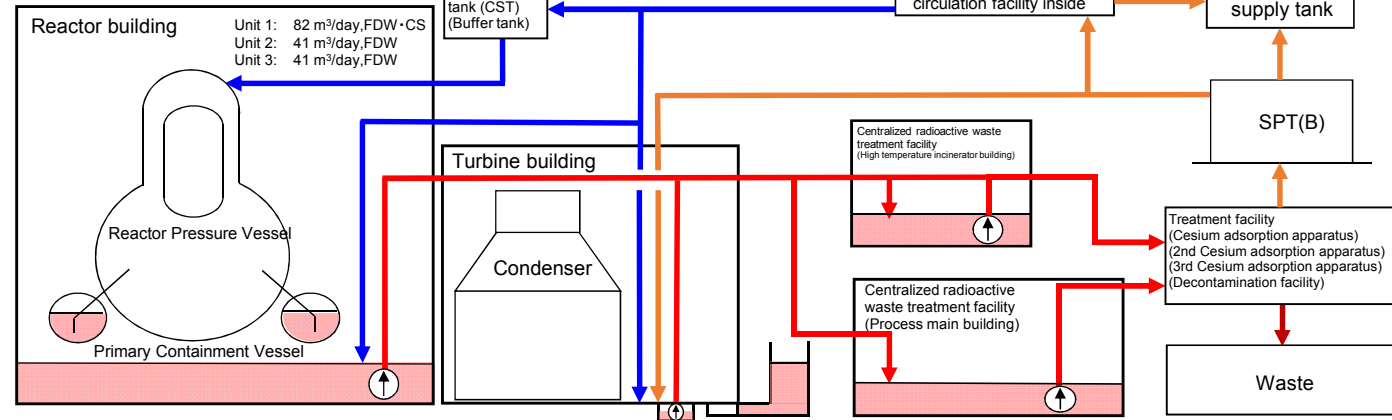 tank (CST)
(Buffer tank)
circulation facility inside
supply tank
Reactor building
Unit 1: 82 m³/day,FDW・CS
Unit 2: 41 m³/day,FDW
Unit 3: 41 m³/day,FDW
SPT(B)
Centralized radioactive waste
treatment facility
(High temperature incinerator building)
Turbine building
Reactor Pressure Vessel
Condenser
Treatment facility
(Cesium adsorption apparatus)
(2nd Cesium adsorption apparatus)
(3rd Cesium adsorption apparatus)
(Decontamination facility)
Centralized radioactive
waste treatment facility
(Process main building)
Primary Containment Vessel
Waste